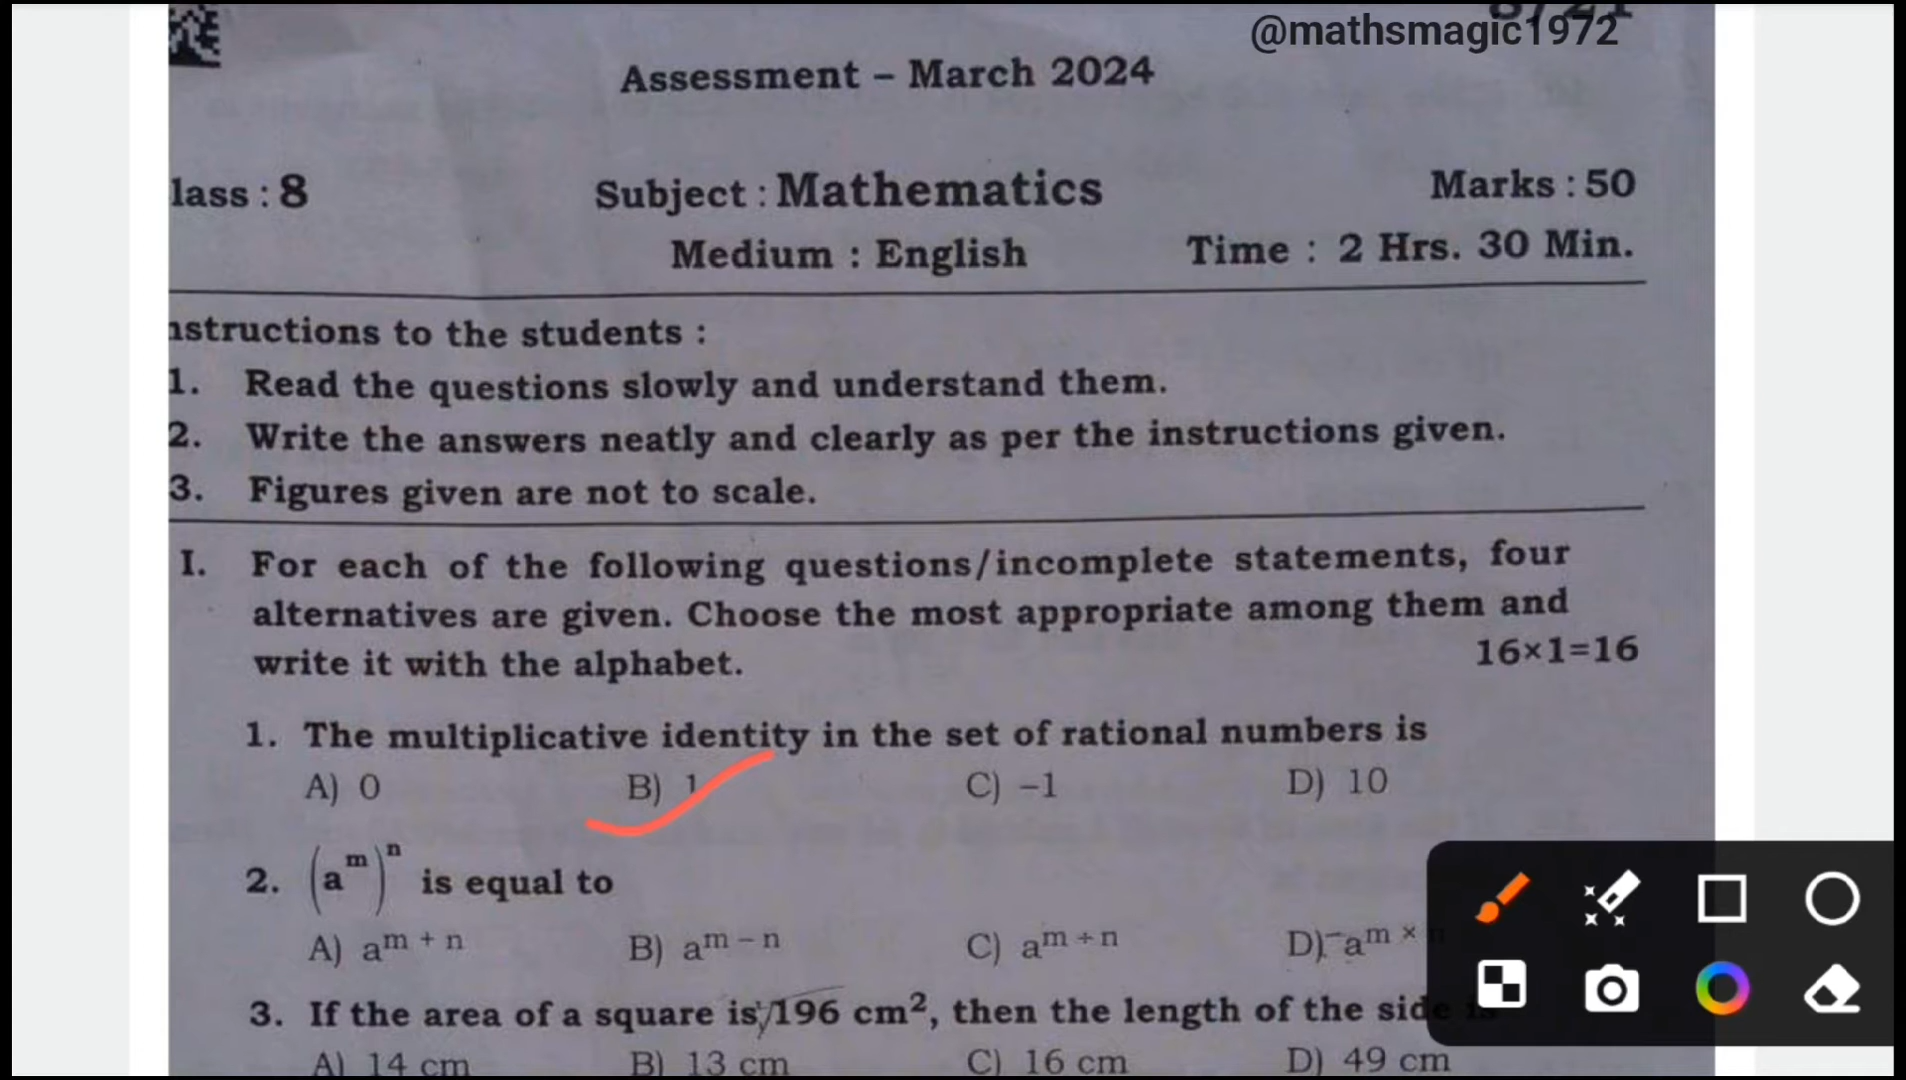 @mathsmagic1972
Assessment – March 2024
lass : 8 Subject : Mathematics Marks : 50
Medium : English Time : 2 Hrs. 30 Min.
nstructions to the students :
1. Read the questions slowly and understand them.
2. Write the answers neatly and clearly as per the instructions given.
3. Figures given are not to scale.
I. For each of the following questions/incomplete statements, four
alternatives are given. Choose the most appropriate among them and
write it with the alphabet. 16×1=16
1. The multiplicative identity in the set of rational numbers is
A) 0 B) 1 C) –1 D) 10
2. (a^m)^n is equal to
A) a^m + n B) a^m – n C) a^m ÷ n D) a^m ×
3. If the area of a square is 196 cm², then the length of the side is
A) 14 cm B) 13 cm C) 16 cm D) 49 cm